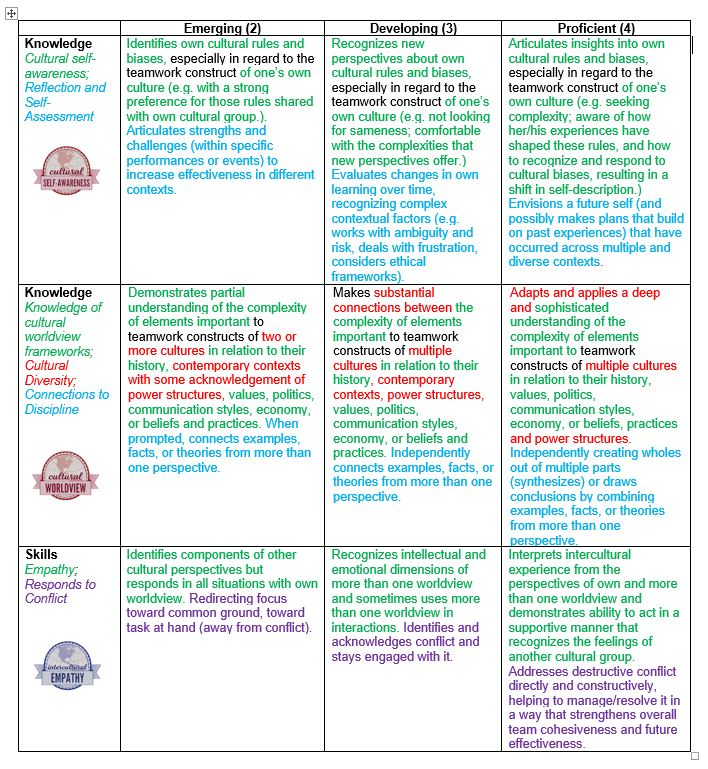 Emerging (2)
Developing (3)
Proficient (4)
Knowledge
Cultural self-
awareness;
Reflection and
Self-
Assessment
cultural
SELF-AWARENESS
Identifies own cultural rules and
biases, especially in regard to the
teamwork construct of one's own
culture (e.g. with a strong
preference for those rules shared
with own cultural group.).
Articulates strengths and
challenges (within specific
performances or events) to
increase effectiveness in different
contexts.
Recognizes new
perspectives about own
cultural rules and biases,
especially in regard to the
teamwork construct of one's
own culture (e.g. not looking
for sameness; comfortable
with the complexities that
new perspectives offer.)
Evaluates changes in own
learning over time,
recognizing complex
contextual factors (e.g.
works with ambiguity and
risk, deals with frustration,
considers ethical
frameworks).
Articulates insights into own
cultural rules and biases,
especially in regard to the
teamwork construct of one's
own culture (e.g. seeking
complexity; aware of how
her/his experiences have
shaped these rules, and how
to recognize and respond to
cultural biases, resulting in a
shift in self-description.)
Envisions a future self (and
possibly makes plans that build
on past experiences) that have
occurred across multiple and
diverse contexts.
Knowledge
Knowledge of
cultural
worldview
frameworks;
Cultural
Diversity;
Connections to
Discipline
cultural
WORLDVIEW
Demonstrates partial
understanding of the complexity
of elements important to
teamwork constructs of two or
more cultures in relation to their
history, contemporary contexts
with some acknowledgement of
power structures, values, politics,
communication styles, economy,
or beliefs and practices. When
prompted, connects examples,
facts, or theories from more than
one perspective.
Makes substantial
connections between the
complexity of elements
important to teamwork
constructs of multiple
cultures in relation to their
history, contemporary
contexts, power structures,
values, politics,
communication styles,
economy, or beliefs and
practices. Independently
connects examples, facts, or
theories from more than one
perspective.
Adapts and applies a deep
and sophisticated
understanding of the
complexity of elements
important to teamwork
constructs of multiple cultures
in relation to their history,
values, politics,
communication styles,
economy, or beliefs, practices
and power structures.
Independently creating wholes
out of multiple parts
(synthesizes) or draws
conclusions by combining
examples, facts, or theories
from more than one
perspective.
Skills
Empathy;
Responds to
Conflict
intercultural
EMPATHY
Identifies components of other
cultural perspectives but
responds in all situations with own
worldview. Redirecting focus
toward common ground, toward
task at hand (away from conflict).
Recognizes intellectual and
emotional dimensions of
more than one worldview
and sometimes uses more
than one worldview in
interactions. Identifies and
acknowledges conflict and
stays engaged with it.
Interprets intercultural
experience from the
perspectives of own and more
than one worldview and
demonstrates ability to act in a
supportive manner that
recognizes the feelings of
another cultural group.
Addresses destructive conflict
directly and constructively,
helping to manage/resolve it in
a way that strengthens overall
team cohesiveness and future
effectiveness.